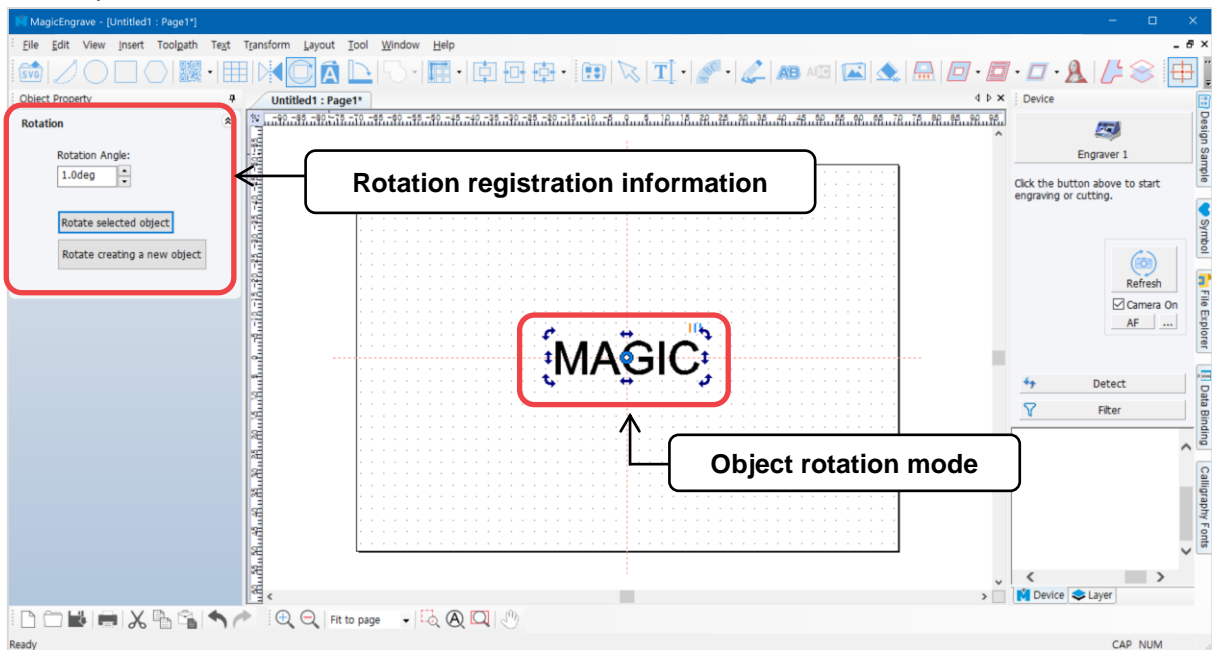 MagicEngrave - [Untitled1 : Page1*]
File Edit View Insert Toolpath Text Transform Layout Tool Window Help
SVG A T AB
Object Property
Untitled1 : Page1*
Device
Rotation
Rotation Angle:
1.0deg
Rotate selected object
Rotate creating a new object
Rotation registration information
MAGIC
Object rotation mode
Engraver 1
Click the button above to start
engraving or cutting.
Refresh
Camera On
AF ...
Detect
Filter
Device Layer
Design Sample
Symbol
File Explorer
Data Binding
Calligraphy Fonts
Fit to page
Ready
CAP NUM